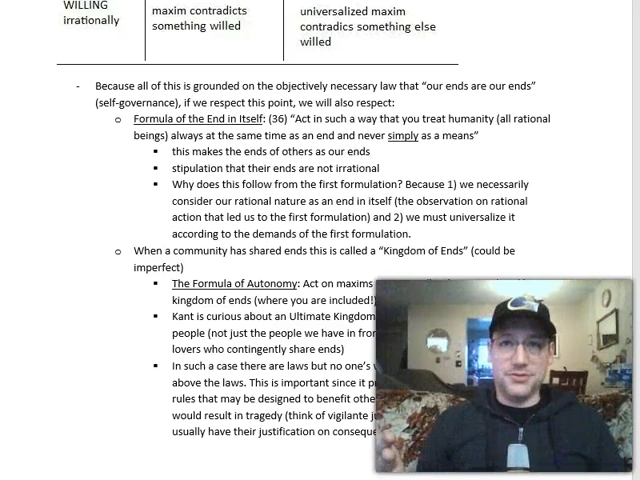 WILLING
irrationally
maxim contradicts
something willed
universalized maxim
contradics something else
willed
- Because all of this is grounded on the objectively necessary law that “our ends are our ends”
(self-governance), if we respect this point, we will also respect:
o Formula of the End in Itself: (36) “Act in such a way that you treat humanity (all rational
beings) always at the same time as an end and never simply as a means”
▪ this makes the ends of others as our ends
▪ stipulation that their ends are not irrational
▪ Why does this follow from the first formulation? Because 1) we necessarily
consider our rational nature as an end in itself (the observation on rational
action that led us to the first formulation) and 2) we must universalize it
according to the demands of the first formulation.
o When a community has shared ends this is called a “Kingdom of Ends” (could be
imperfect)
▪ The Formula of Autonomy: Act on maxims
kingdom of ends (where you are included!)
▪ Kant is curious about an Ultimate Kingdom
people (not just the people we have in
lovers who contingently share ends)
▪ In such a case there are laws but no one’s
above the laws. This is important since it
rules that may be designed to benefit
would result in tragedy (think of vigilante
usually have their justification on